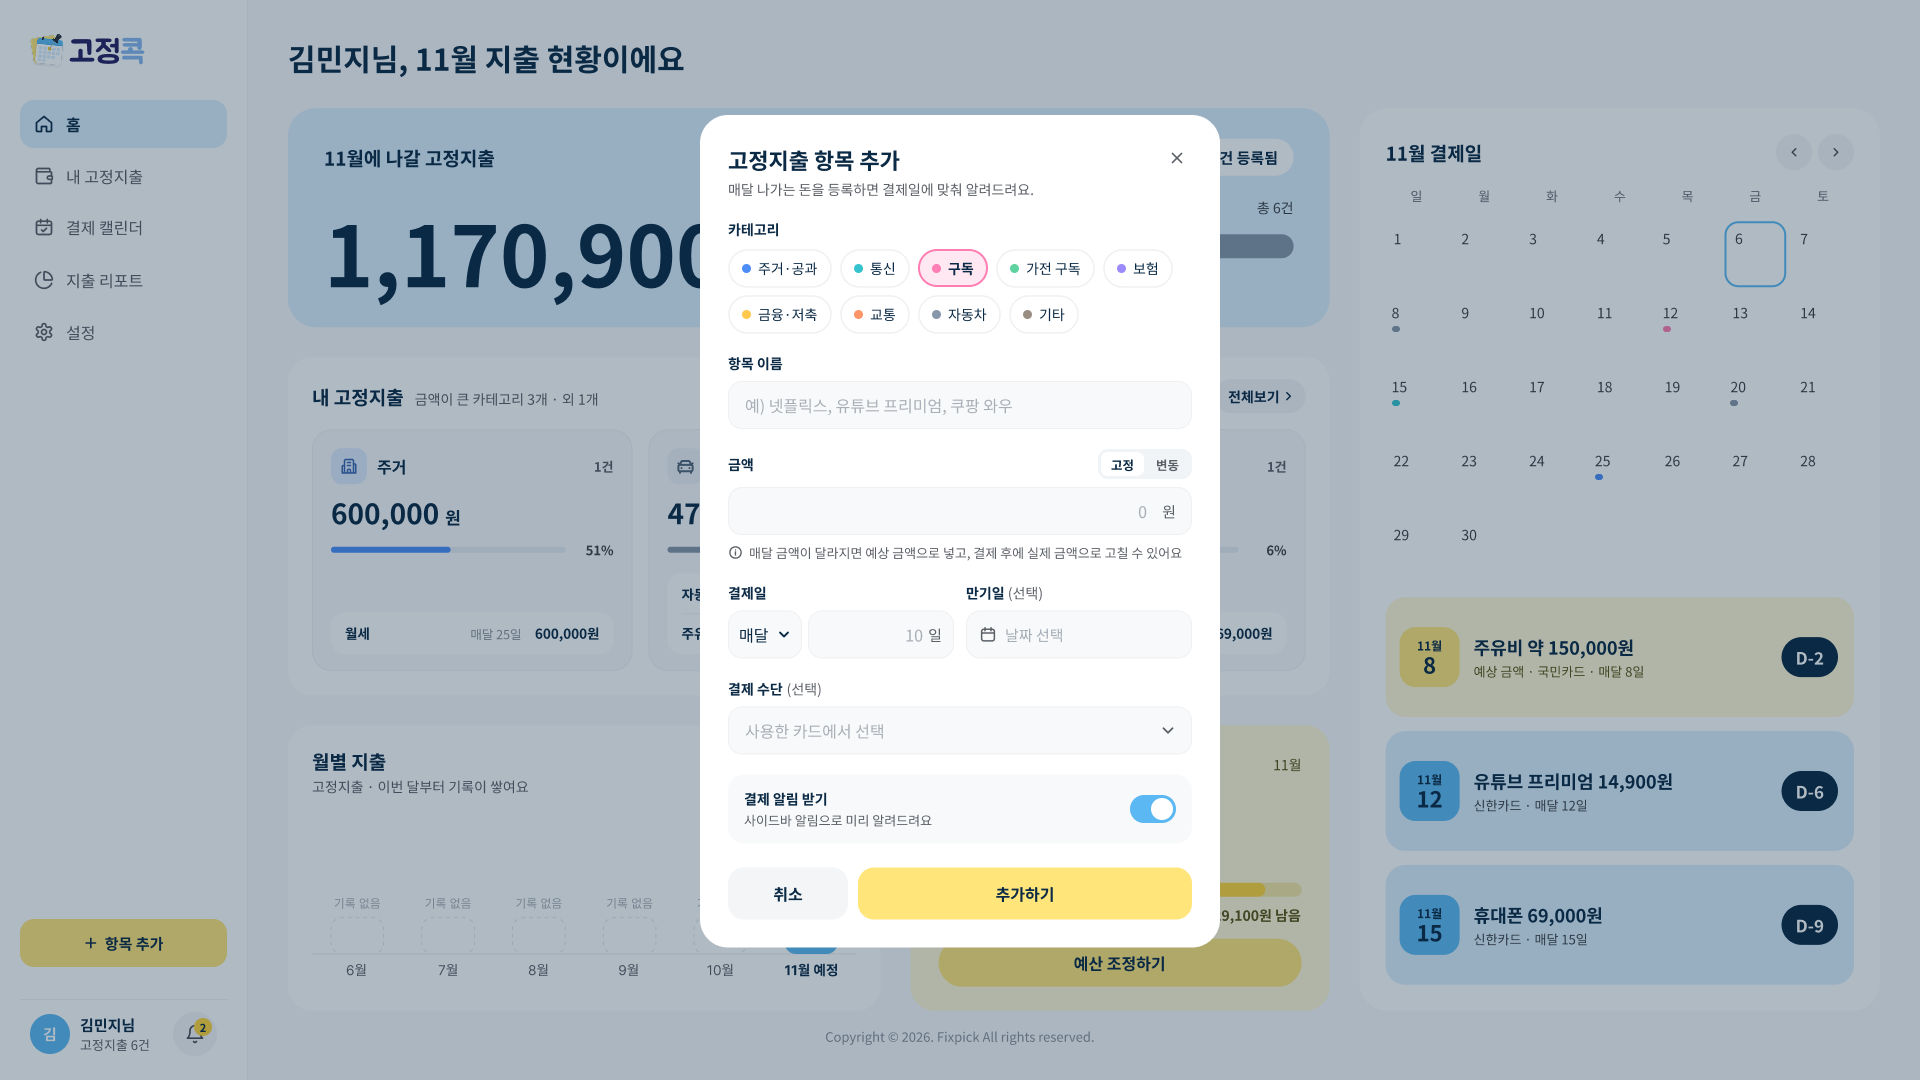 고정콕
홈
내 고정지출
결제 캘린더
지출 리포트
설정
+ 항목 추가
김
김민지님
고정지출 6건
2
김민지님, 11월 지출 현황이에요
11월에 나갈 고정지출
건 등록됨
1,170,900
총 6건
내 고정지출
금액이 큰 카테고리 3개 · 외 1개
전체보기
주거
1건
600,000 원
51%
월세
매달 25일
600,000원
47
1건
6%
69,000원
월별 지출
고정지출 · 이번 달부터 기록이 쌓여요
기록 없음
기록 없음
기록 없음
기록 없음
6월
7월
8월
9월
10월
11월 예정
11월
9,100원 남음
예산 조정하기
Copyright © 2026. Fixpick All rights reserved.
고정지출 항목 추가
매달 나가는 돈을 등록하면 결제일에 맞춰 알려드려요.
카테고리
주거·공과
통신
구독
가전 구독
보험
금융·저축
교통
자동차
기타
항목 이름
예) 넷플릭스, 유튜브 프리미엄, 쿠팡 와우
금액
고정
변동
0 원
매달 금액이 달라지면 예상 금액으로 넣고, 결제 후에 실제 금액으로 고칠 수 있어요
결제일
만기일 (선택)
매달
10 일
날짜 선택
결제 수단 (선택)
사용한 카드에서 선택
결제 알림 받기
사이드바 알림으로 미리 알려드려요
취소
추가하기
11월 결제일
일 월 화 수 목 금 토
1 2 3 4 5 6 7
8 9 10 11 12 13 14
15 16 17 18 19 20 21
22 23 24 25 26 27 28
29 30
11월
8
주유비 약 150,000원
예상 금액 · 국민카드 · 매달 8일
D-2
11월
12
유튜브 프리미엄 14,900원
신한카드 · 매달 12일
D-6
11월
15
휴대폰 69,000원
신한카드 · 매달 15일
D-9